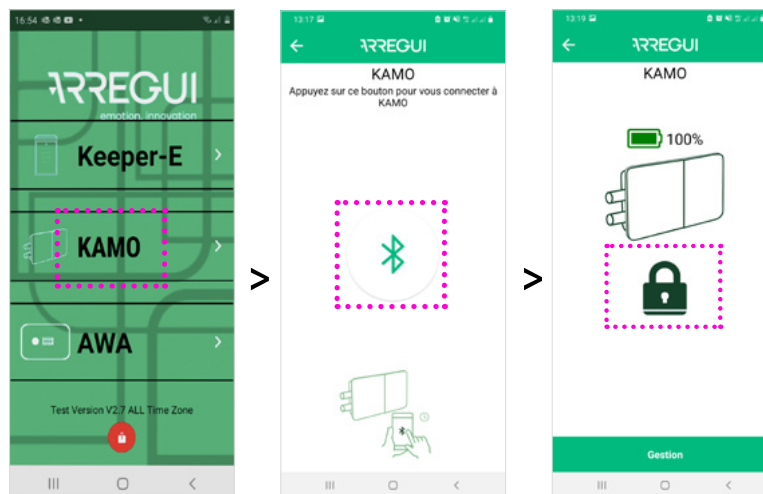 16:54
ARREGUI
emotion, innovation
Keeper-E
KAMO
AWA
Test Version V2.7 ALL Time Zone
>
13:17
ARREGUI
KAMO
Appuyez sur ce bouton pour vous connecter à
KAMO
>
13:19
ARREGUI
KAMO
100%
Gestion